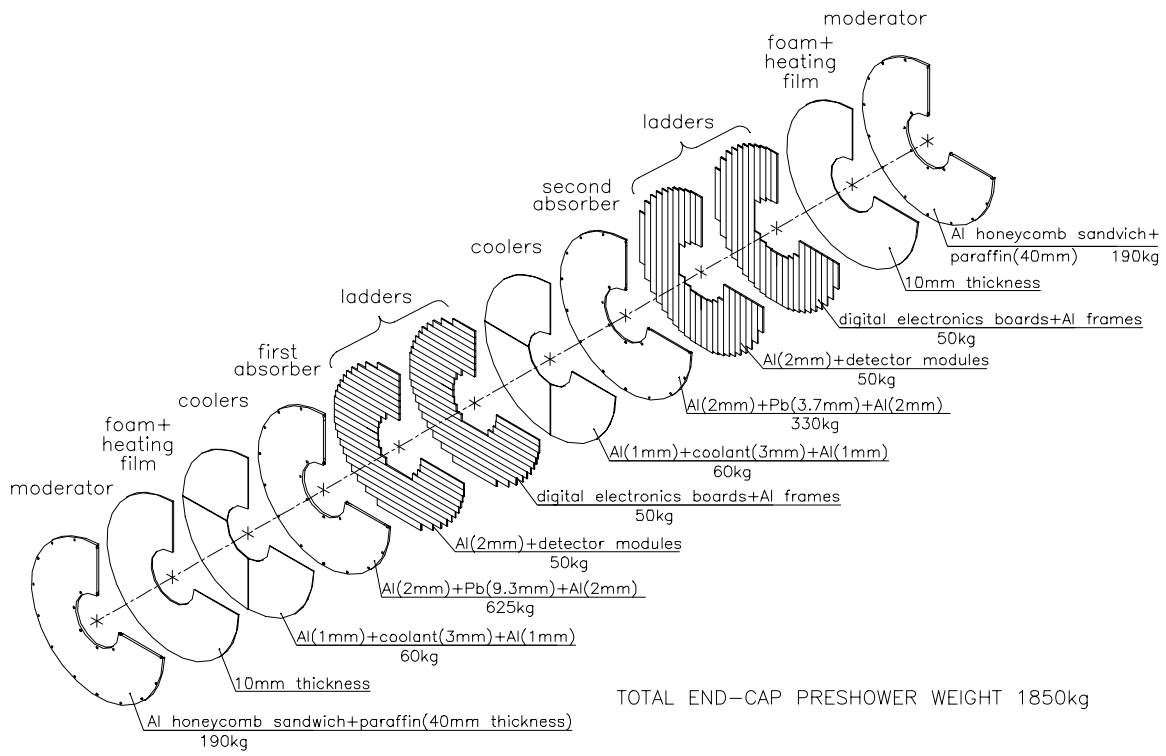 moderator
foam+
heating
film
ladders
second
absorber
Al honeycomb sandvich+
paraffin(40mm) 190kg
coolers
10mm thickness
ladders
digital electronics boards+Al frames
50kg
first
absorber
Al(2mm)+detector modules
50kg
coolers
Al(2mm)+Pb(3.7mm)+Al(2mm)
330kg
foam+
heating
film
Al(1mm)+coolant(3mm)+Al(1mm)
60kg
moderator
digital electronics boards+Al frames
50kg
Al(2mm)+detector modules
50kg
Al(2mm)+Pb(9.3mm)+Al(2mm)
625kg
Al(1mm)+coolant(3mm)+Al(1mm)
60kg
10mm thickness
TOTAL END-CAP PRESHOWER WEIGHT 1850kg
Al honeycomb sandwich+paraffin(40mm thickness)
190kg